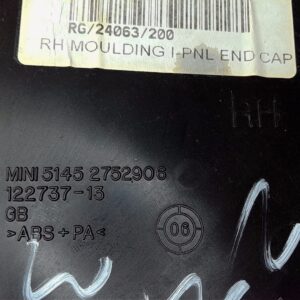 RG/24063/200
RH MOULDING I-PNL END CAP
RH
MINI 5145 2752906
122737-13
GB
>ABS+PA<
06